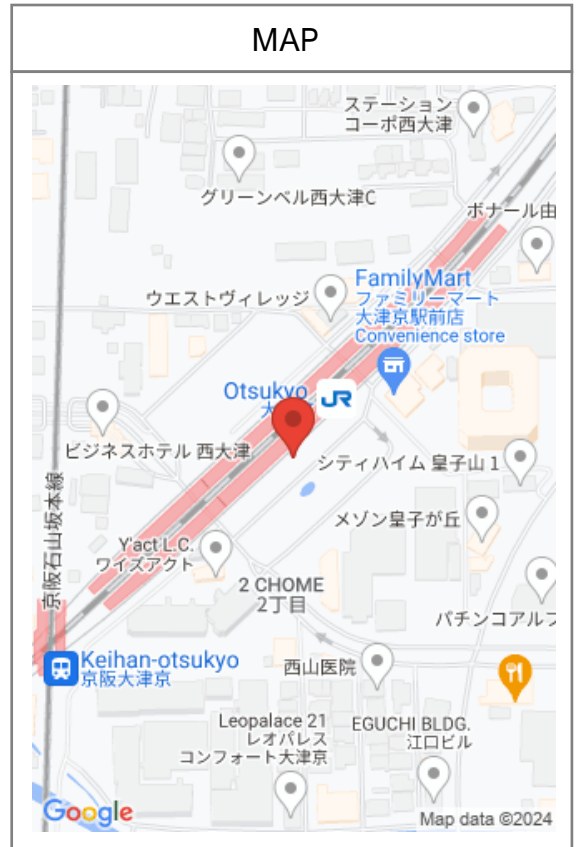 MAP
ステーション
コーポ西大津
グリーンベル西大津C
ボナール由
FamilyMart
ファミリーマート
大津京駅前店
Convenience store
ウエストヴィレッジ
Otsukyo
大
JR
ビジネスホテル 西大津
シティハイム 皇子山 1
京阪石山坂本線
メゾン皇子が丘
Y'act L.C.
ワイズアクト
2 CHOME
2丁目
パチンコアルフ
Keihan-otsukyo
京阪大津京
西山医院
Leopalace 21
レオパレス
コンフォート大津京
EGUCHI BLDG.
江口ビル
Google
Map data ©2024